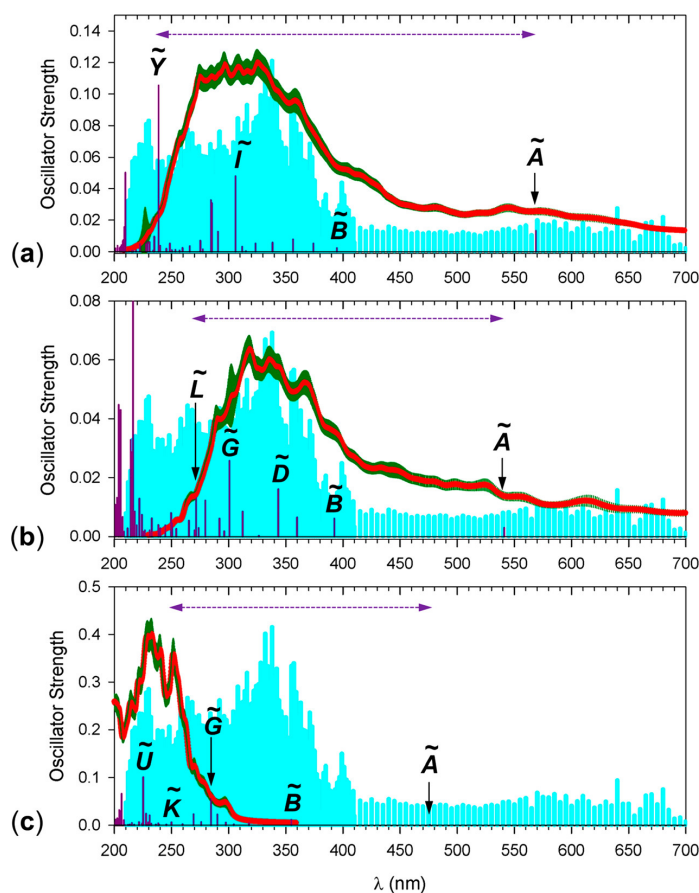 0.14
0.12
0.10
0.08
0.06
0.04
0.02
0.00
Oscillator Strength
Ỹ
Ĩ
B̃
Ã
(a)
200 250 300 350 400 450 500 550 600 650 700
0.08
0.06
0.04
0.02
0.00
Oscillator Strength
L̃
G̃
D̃
B̃
Ã
(b)
200 250 300 350 400 450 500 550 600 650 700
0.5
0.4
0.3
0.2
0.1
0.0
Oscillator Strength
Ũ
K̃
G̃
B̃
Ã
(c)
200 250 300 350 400 450 500 550 600 650 700
λ (nm)